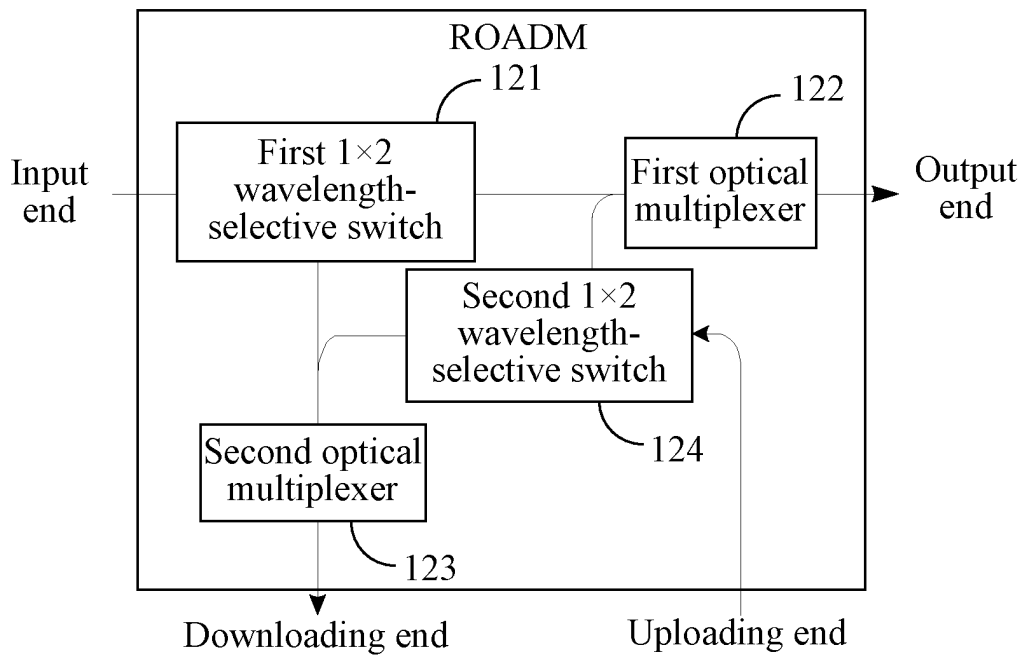 ROADM
121
122
First 1×2
wavelength-
selective switch
Input
end
First optical
multiplexer
Output
end
Second 1×2
wavelength-
selective switch
124
Second optical
multiplexer
123
Downloading end
Uploading end